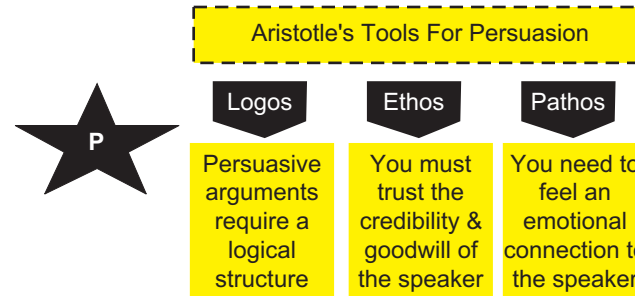 Aristotle's Tools For Persuasion
P
Logos
Ethos
Pathos
Persuasive
arguments
require a
logical
structure
You must
trust the
credibility &
goodwill of
the speaker
You need to
feel an
emotional
connection to
the speaker